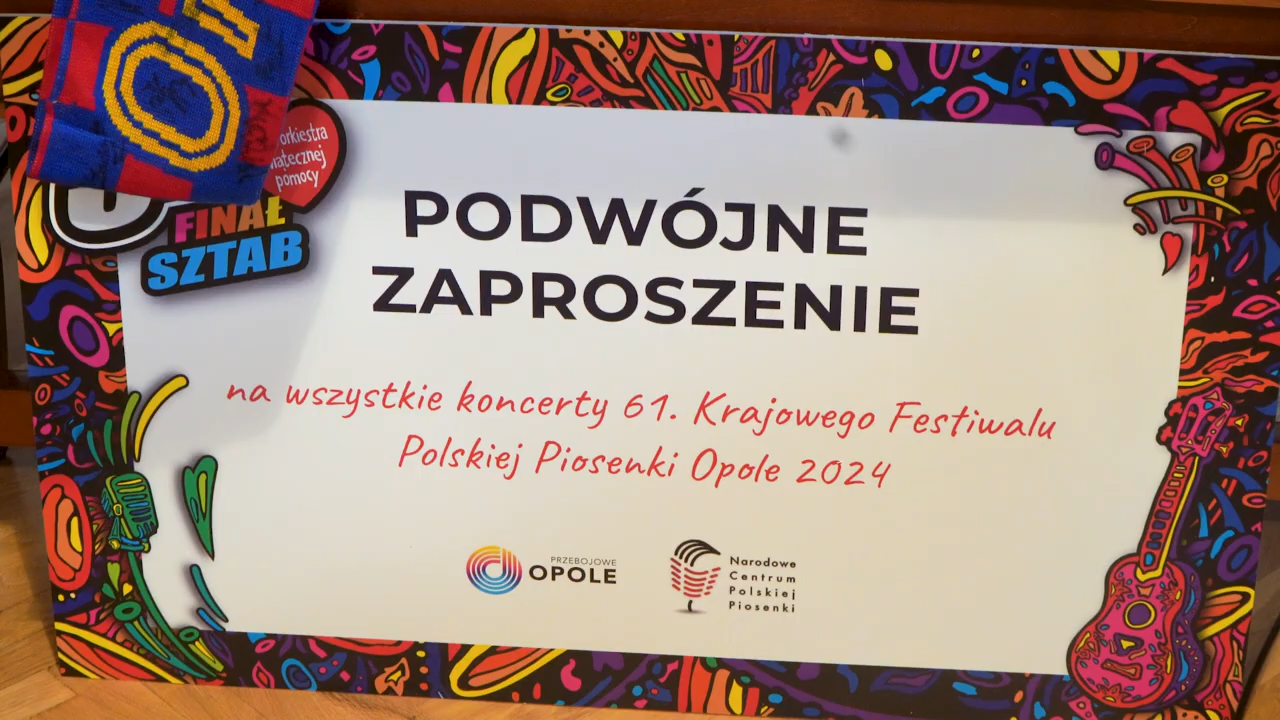 orkiestra
pomocy
FINAŁ
SZTAB
PODWÓJNE
ZAPROSZENIE
na wszystkie koncerty 61. Krajowego Festiwalu
Polskiej Piosenki Opole 2024
PRZEBOJOWE
OPOLE
Narodowe
Centrum
Polskiej
Piosenki